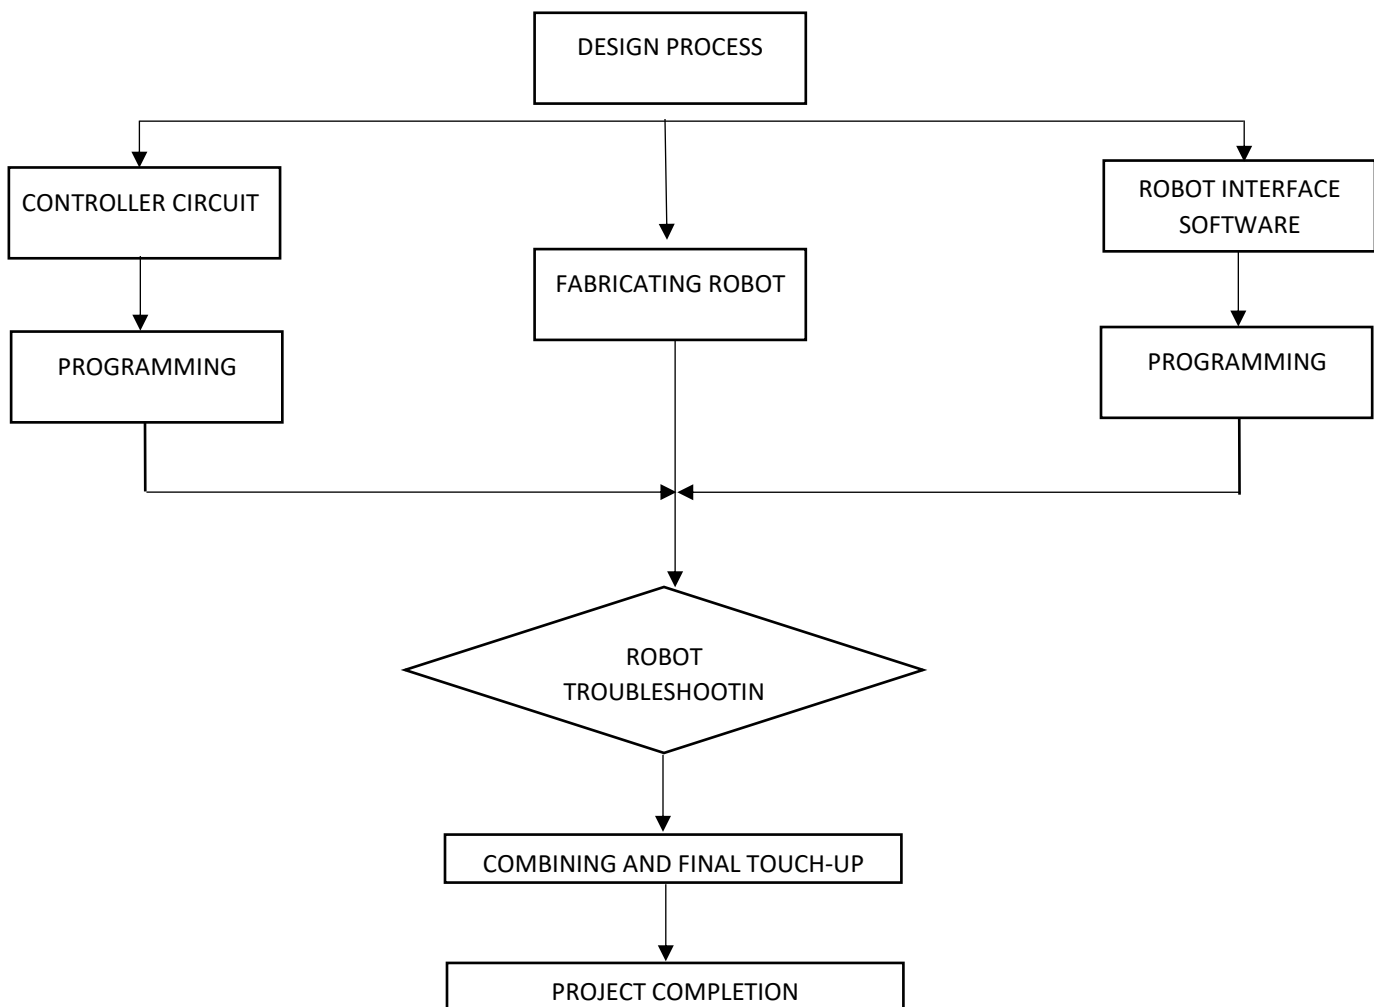 DESIGN PROCESS
CONTROLLER CIRCUIT
ROBOT INTERFACE
SOFTWARE
FABRICATING ROBOT
PROGRAMMING
PROGRAMMING
ROBOT
TROUBLESHOOTIN
COMBINING AND FINAL TOUCH-UP
PROJECT COMPLETION